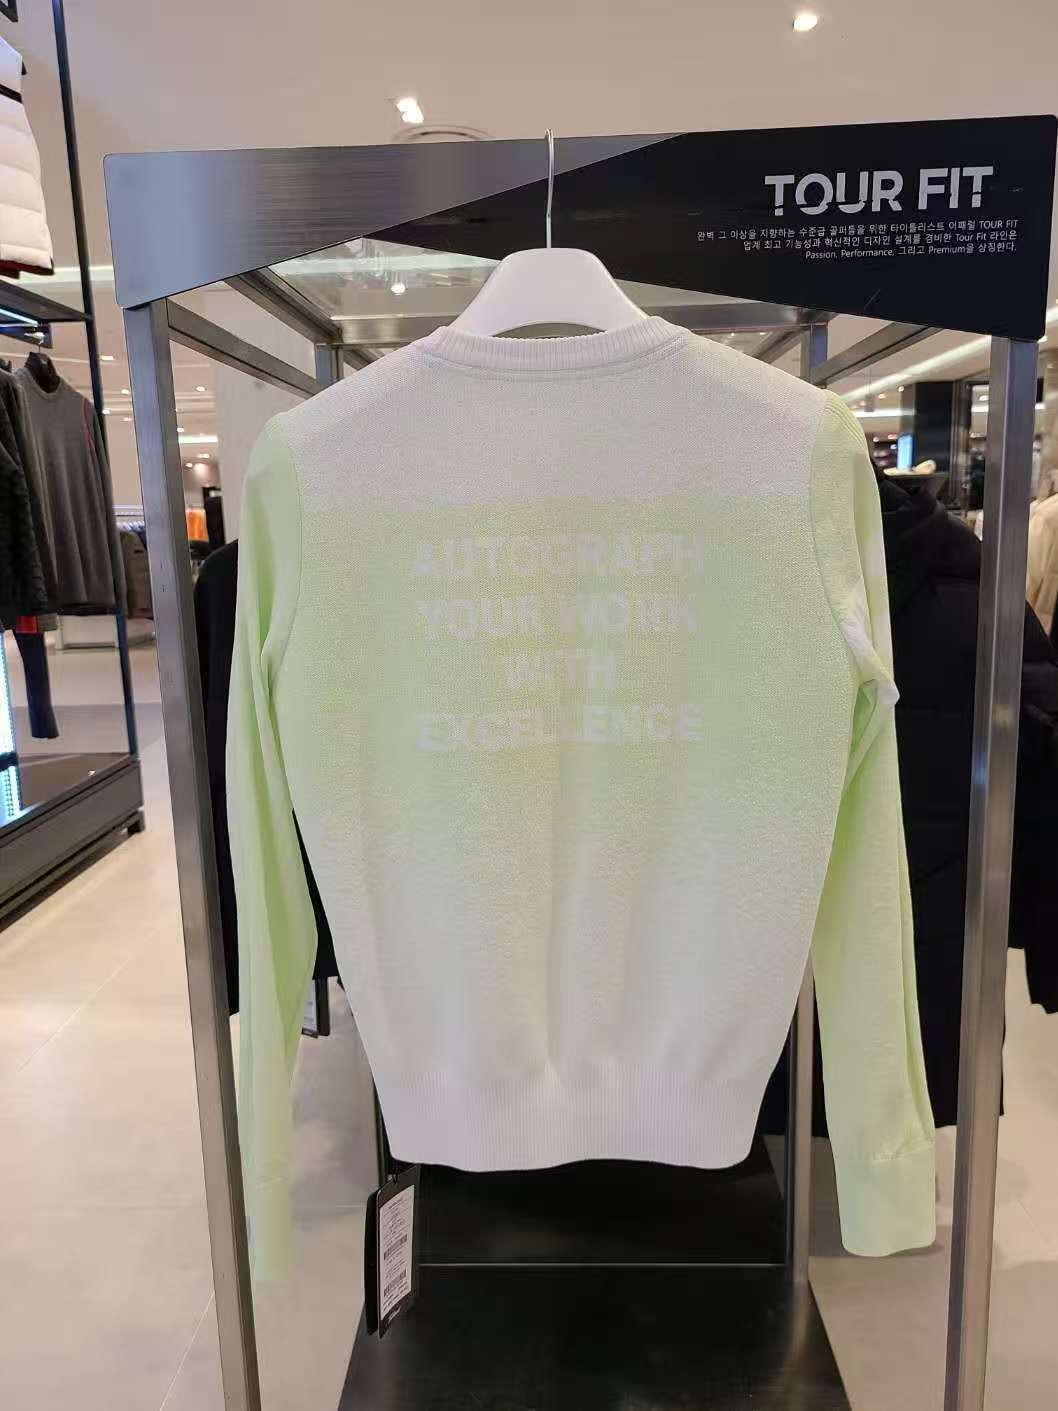 TOUR FIT
완벽 그 이상을 지향하는 수준급 골퍼들을 위한 타이틀리스트 어패럴 TOUR FIT
업계 최고 기능성과 혁신적인 디자인 설계를 겸비한 Tour Fit 라인은
Passion, Performance, 그리고 Premium을 상징한다.
AUTOGRAPH
YOUR WORK
WITH
EXCELLENCE